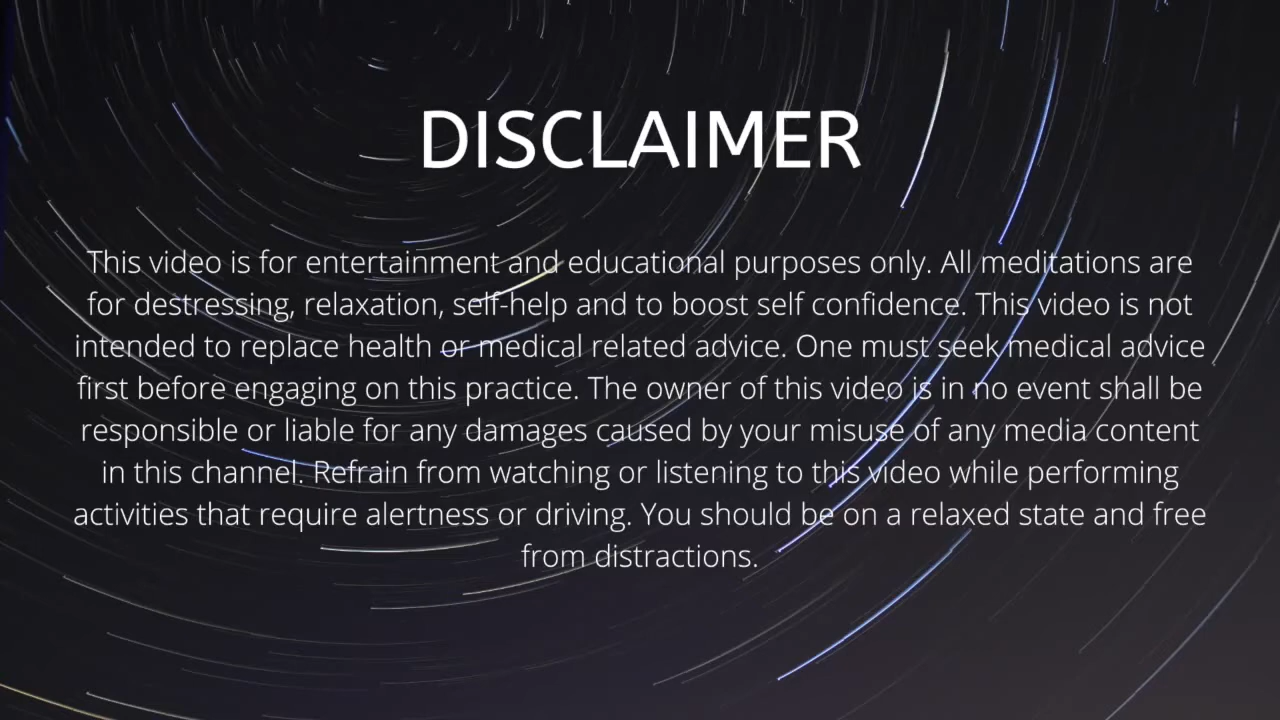 DISCLAIMER
This video is for entertainment and educational purposes only. All meditations are
for destressing, relaxation, self-help and to boost self confidence. This video is not
intended to replace health or medical related advice. One must seek medical advice
first before engaging on this practice. The owner of this video is in no event shall be
responsible or liable for any damages caused by your misuse of any media content
in this channel. Refrain from watching or listening to this video while performing
activities that require alertness or driving. You should be on a relaxed state and free
from distractions.